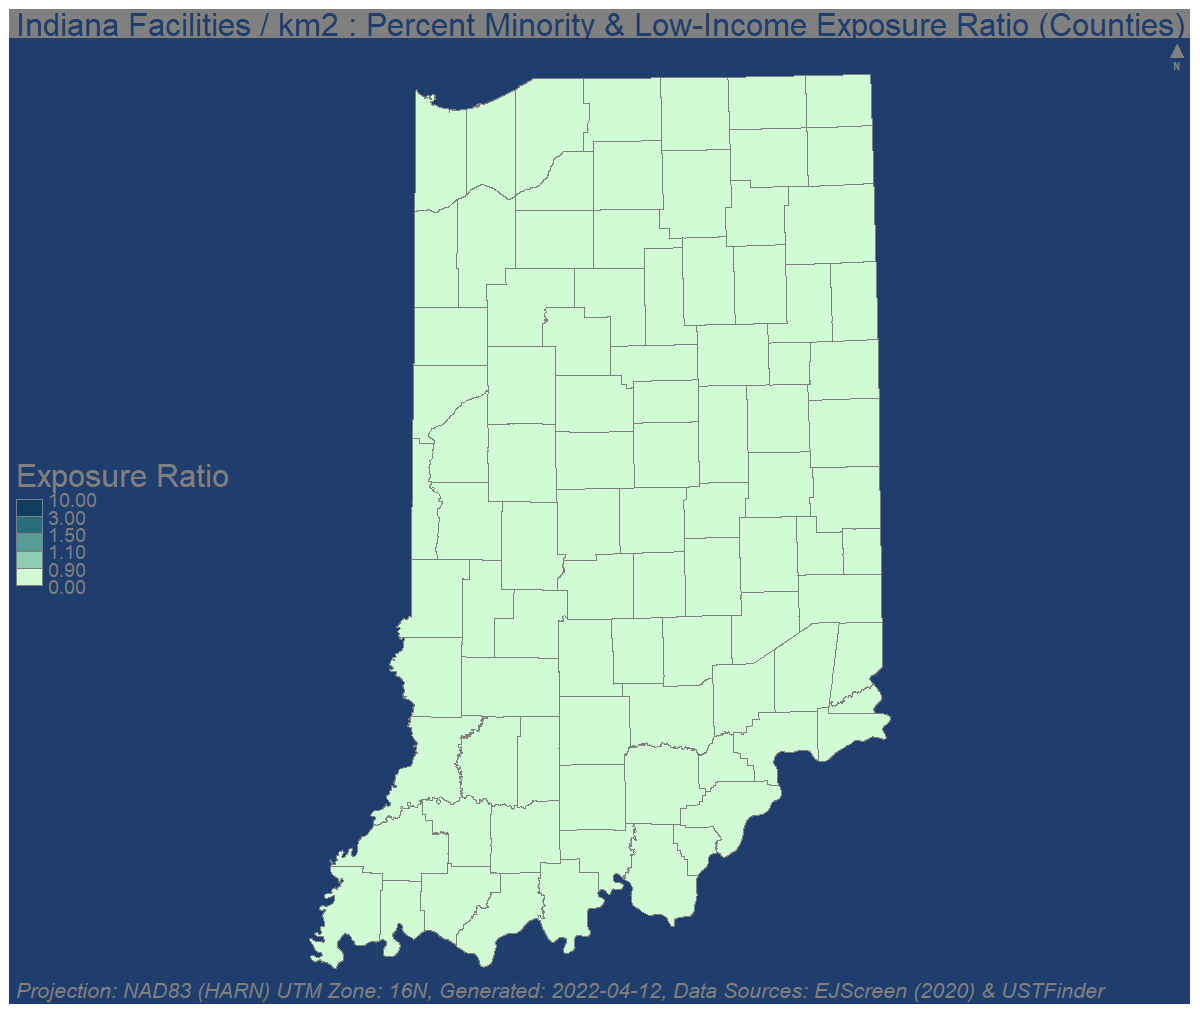 Indiana Facilities / km2 : Percent Minority & Low-Income Exposure Ratio (Counties)
N
Exposure Ratio
10.00
3.00
1.50
1.10
0.90
0.00
Projection: NAD83 (HARN) UTM Zone: 16N, Generated: 2022-04-12, Data Sources: EJScreen (2020) & USTFinder